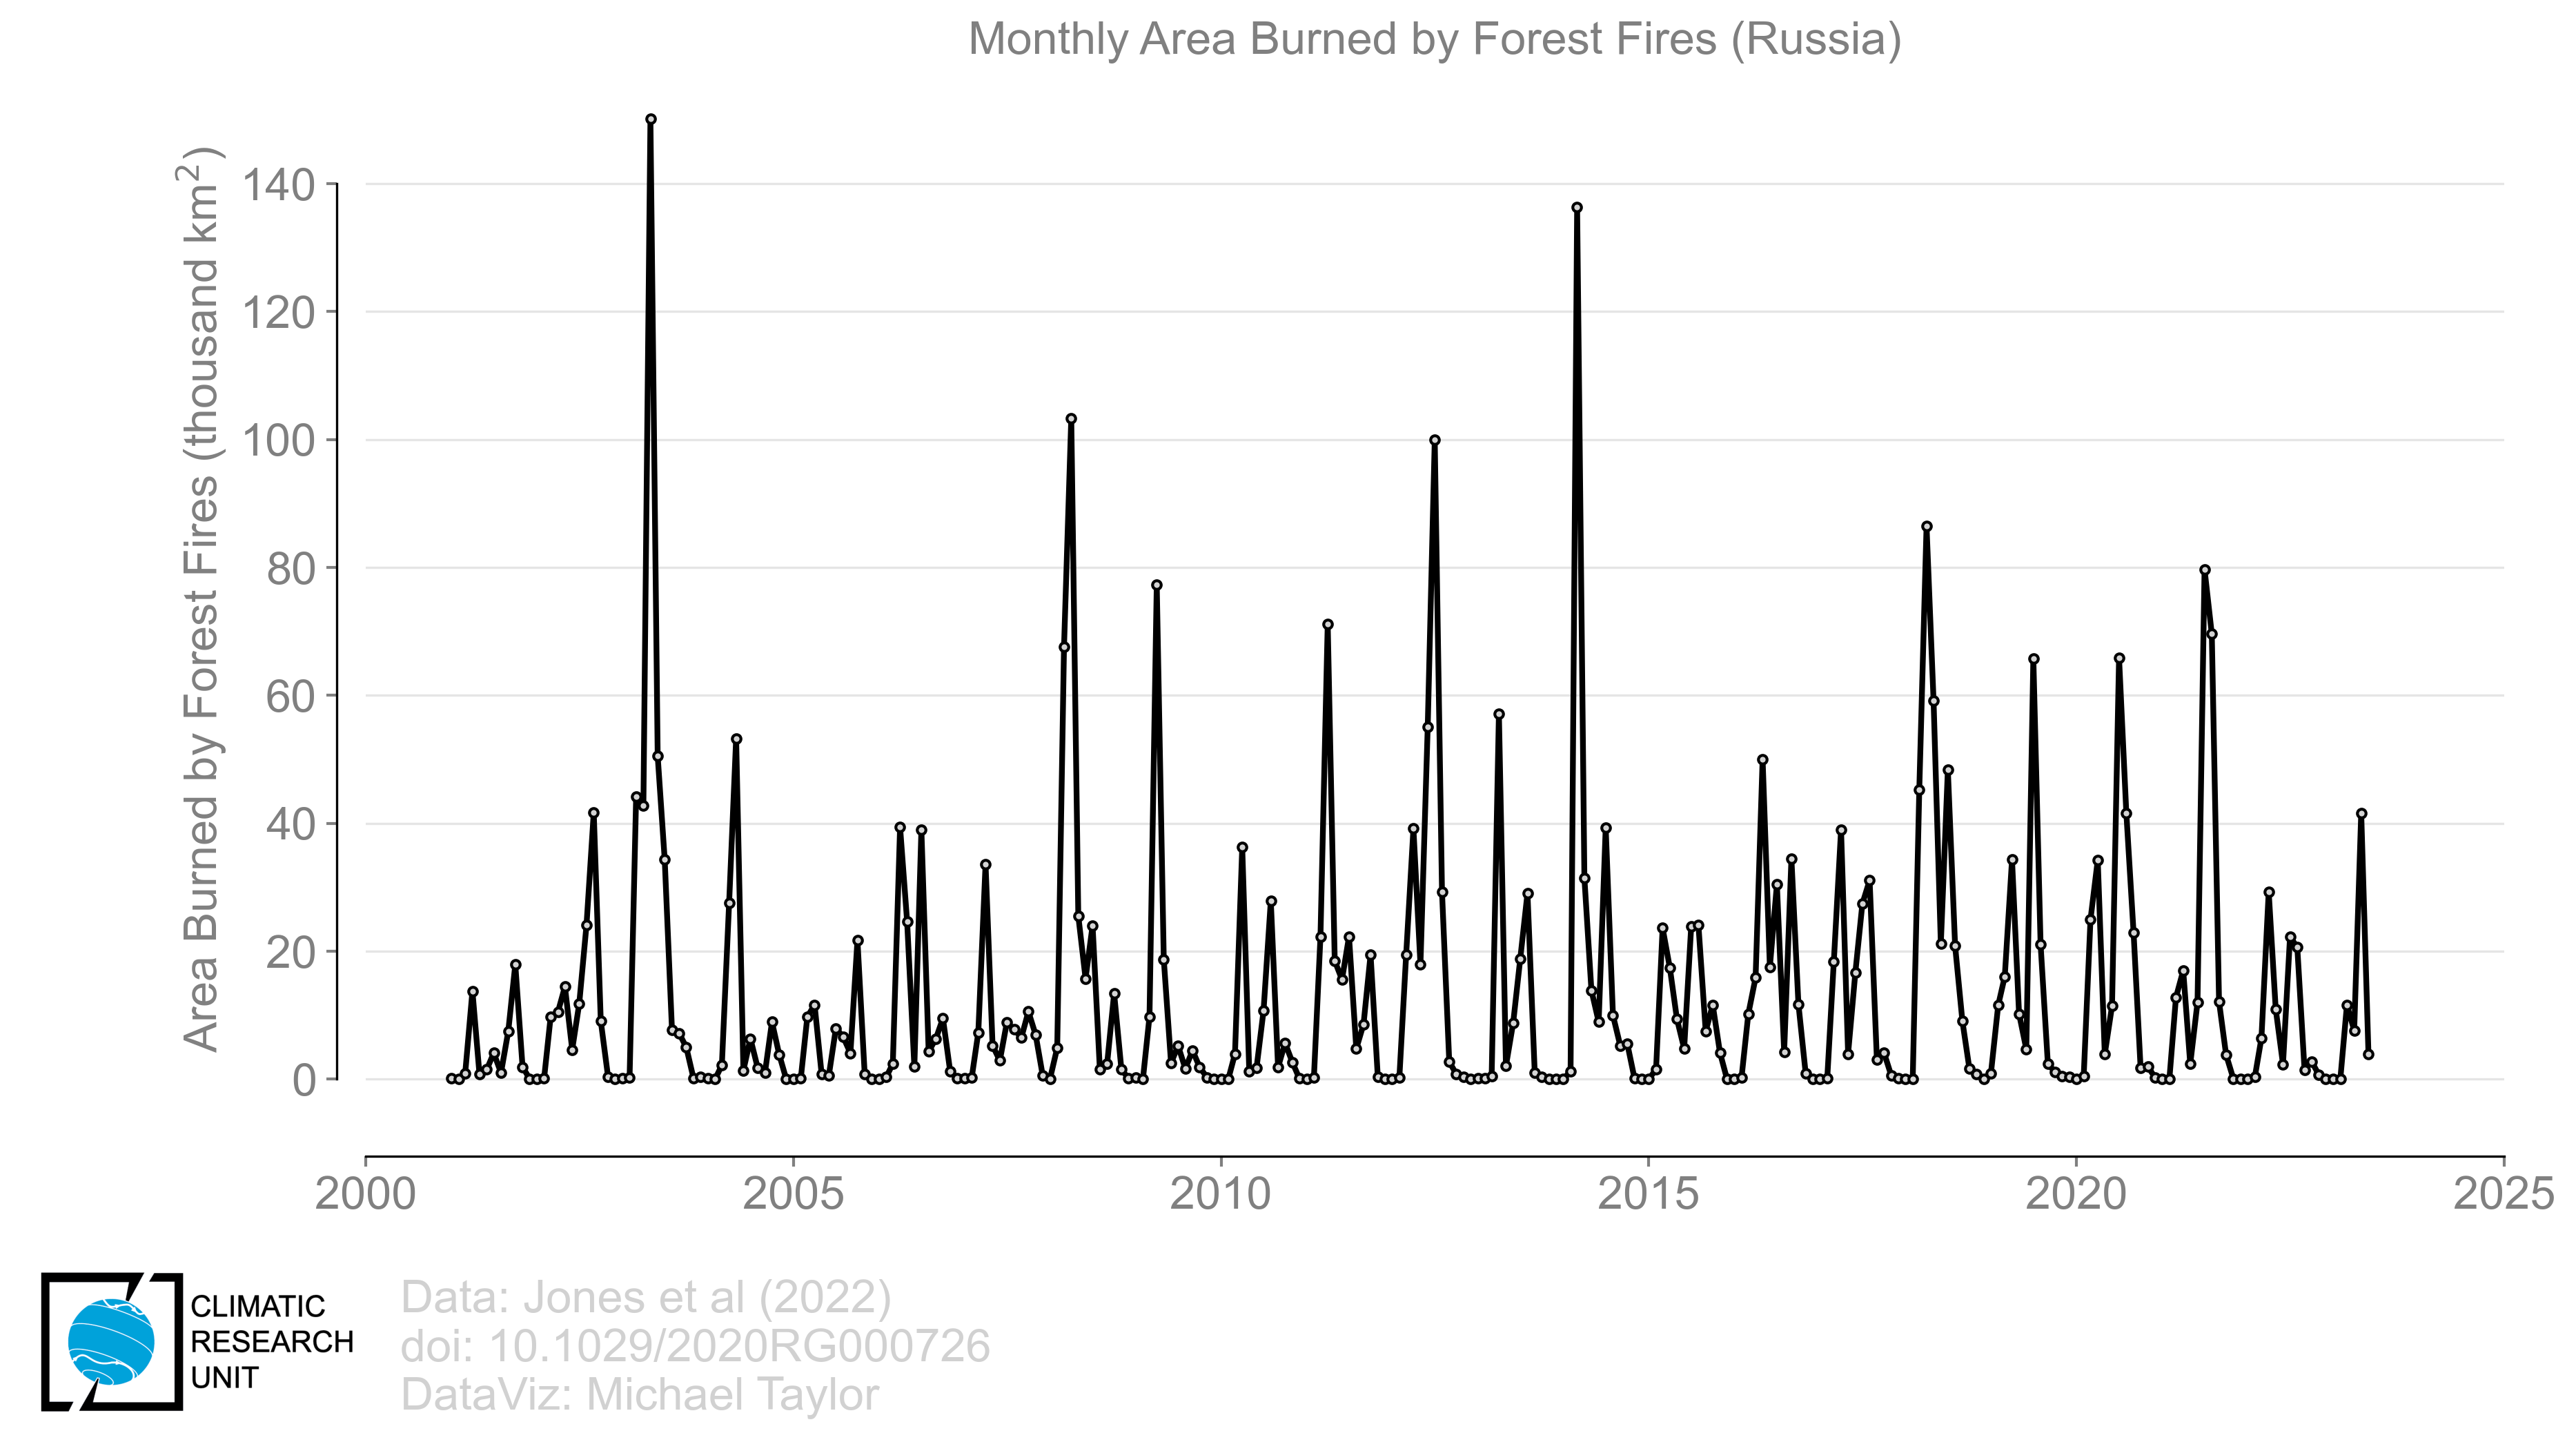 Monthly Area Burned by Forest Fires (Russia)
Area Burned by Forest Fires (thousand km²)
140
120
100
80
60
40
20
0
2000 2005 2010 2015 2020 2025
CLIMATIC
RESEARCH
UNIT
Data: Jones et al (2022)
doi: 10.1029/2020RG000726
DataViz: Michael Taylor